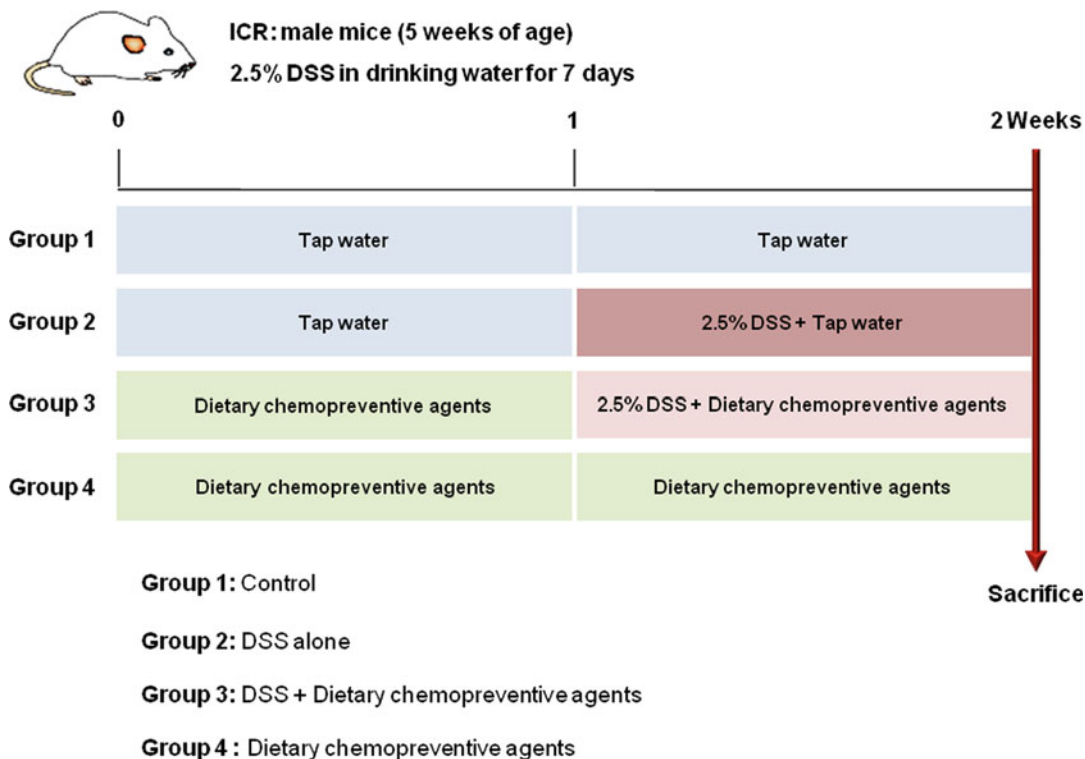 ICR: male mice (5 weeks of age)
2.5% DSS in drinking water for 7 days
0 1 2 Weeks
Group 1 Tap water Tap water
Group 2 Tap water 2.5% DSS + Tap water
Group 3 Dietary chemopreventive agents 2.5% DSS + Dietary chemopreventive agents
Group 4 Dietary chemopreventive agents Dietary chemopreventive agents
Group 1: Control
Sacrifice
Group 2: DSS alone
Group 3: DSS + Dietary chemopreventive agents
Group 4 : Dietary chemopreventive agents